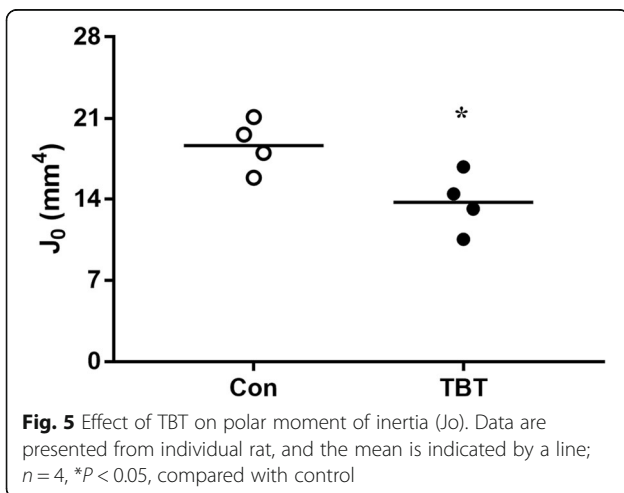 28
21
14
7
0
J₀ (mm⁴)
*
Con
TBT
Fig. 5 Effect of TBT on polar moment of inertia (Jo). Data are
presented from individual rat, and the mean is indicated by a line;
n = 4, *P < 0.05, compared with control